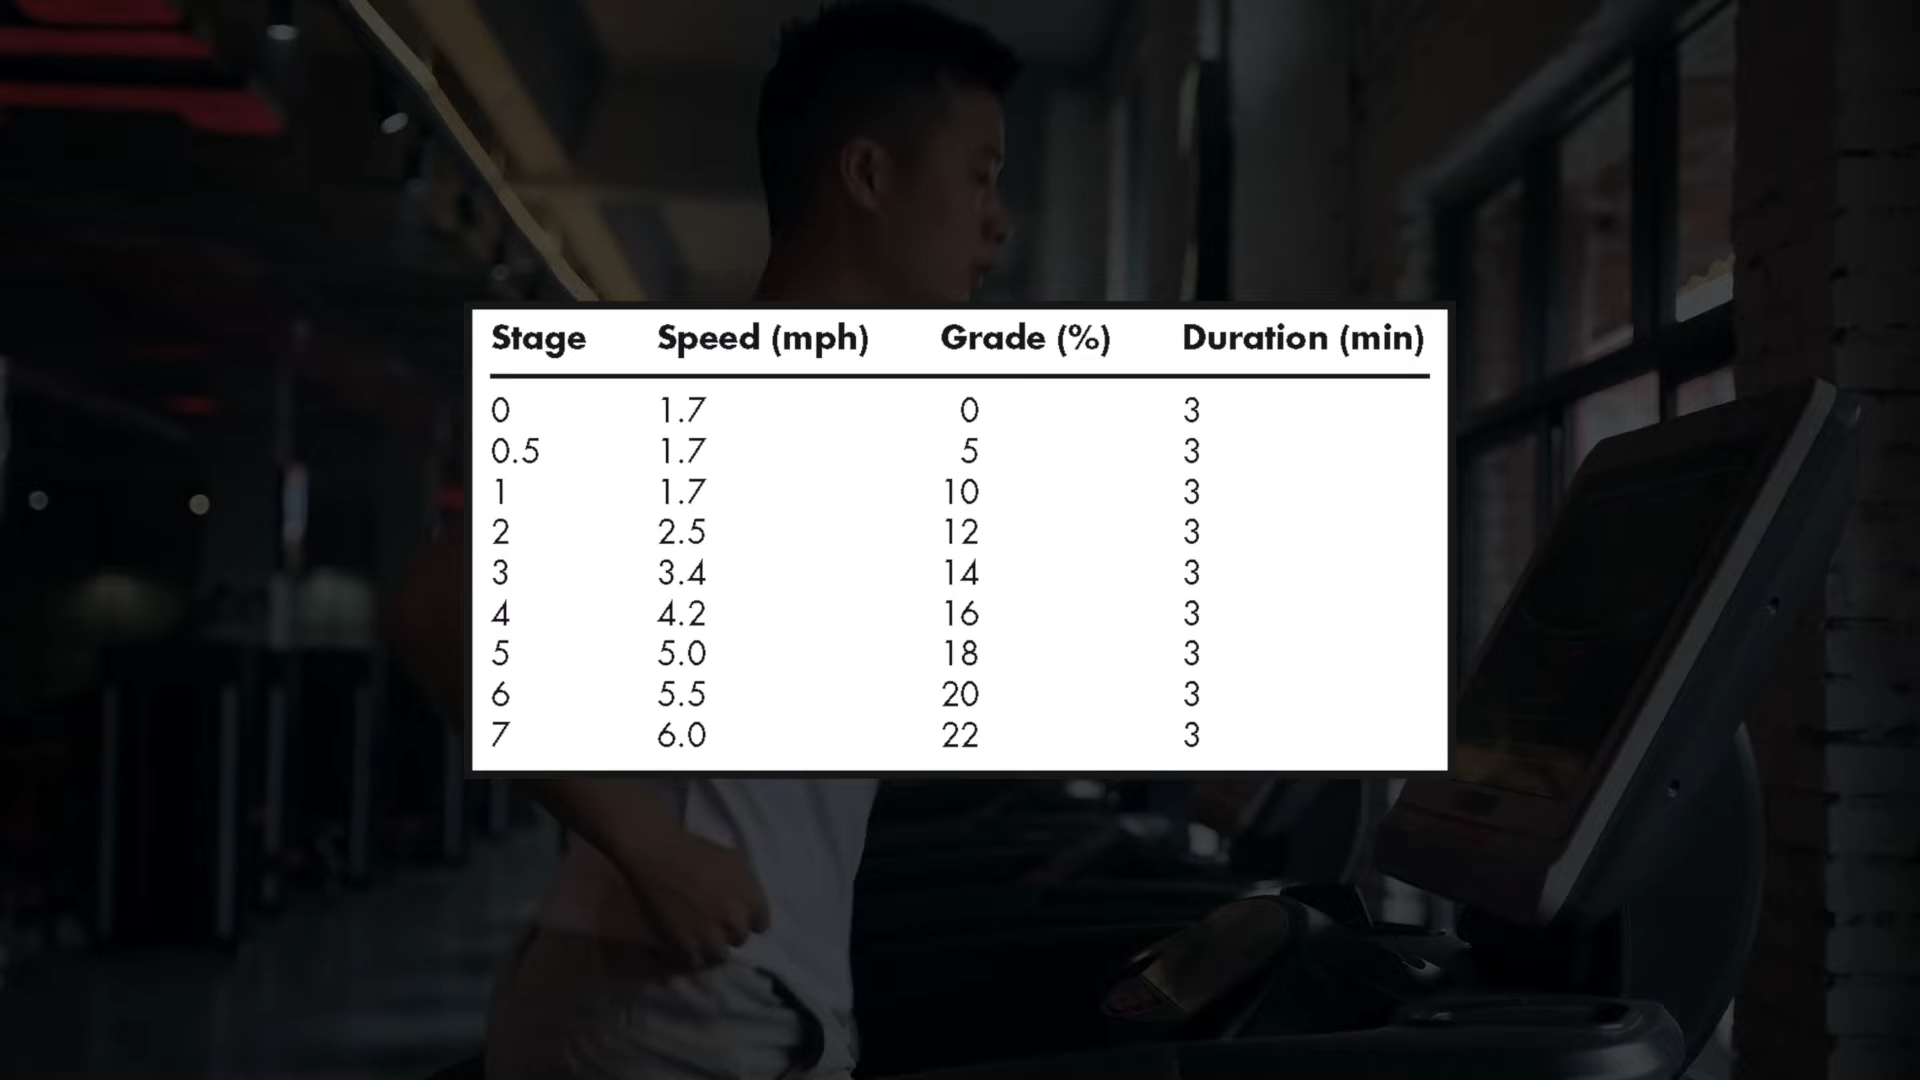 Stage Speed (mph) Grade (%) Duration (min)
0 1.7 0 3
0.5 1.7 5 3
1 1.7 10 3
2 2.5 12 3
3 3.4 14 3
4 4.2 16 3
5 5.0 18 3
6 5.5 20 3
7 6.0 22 3